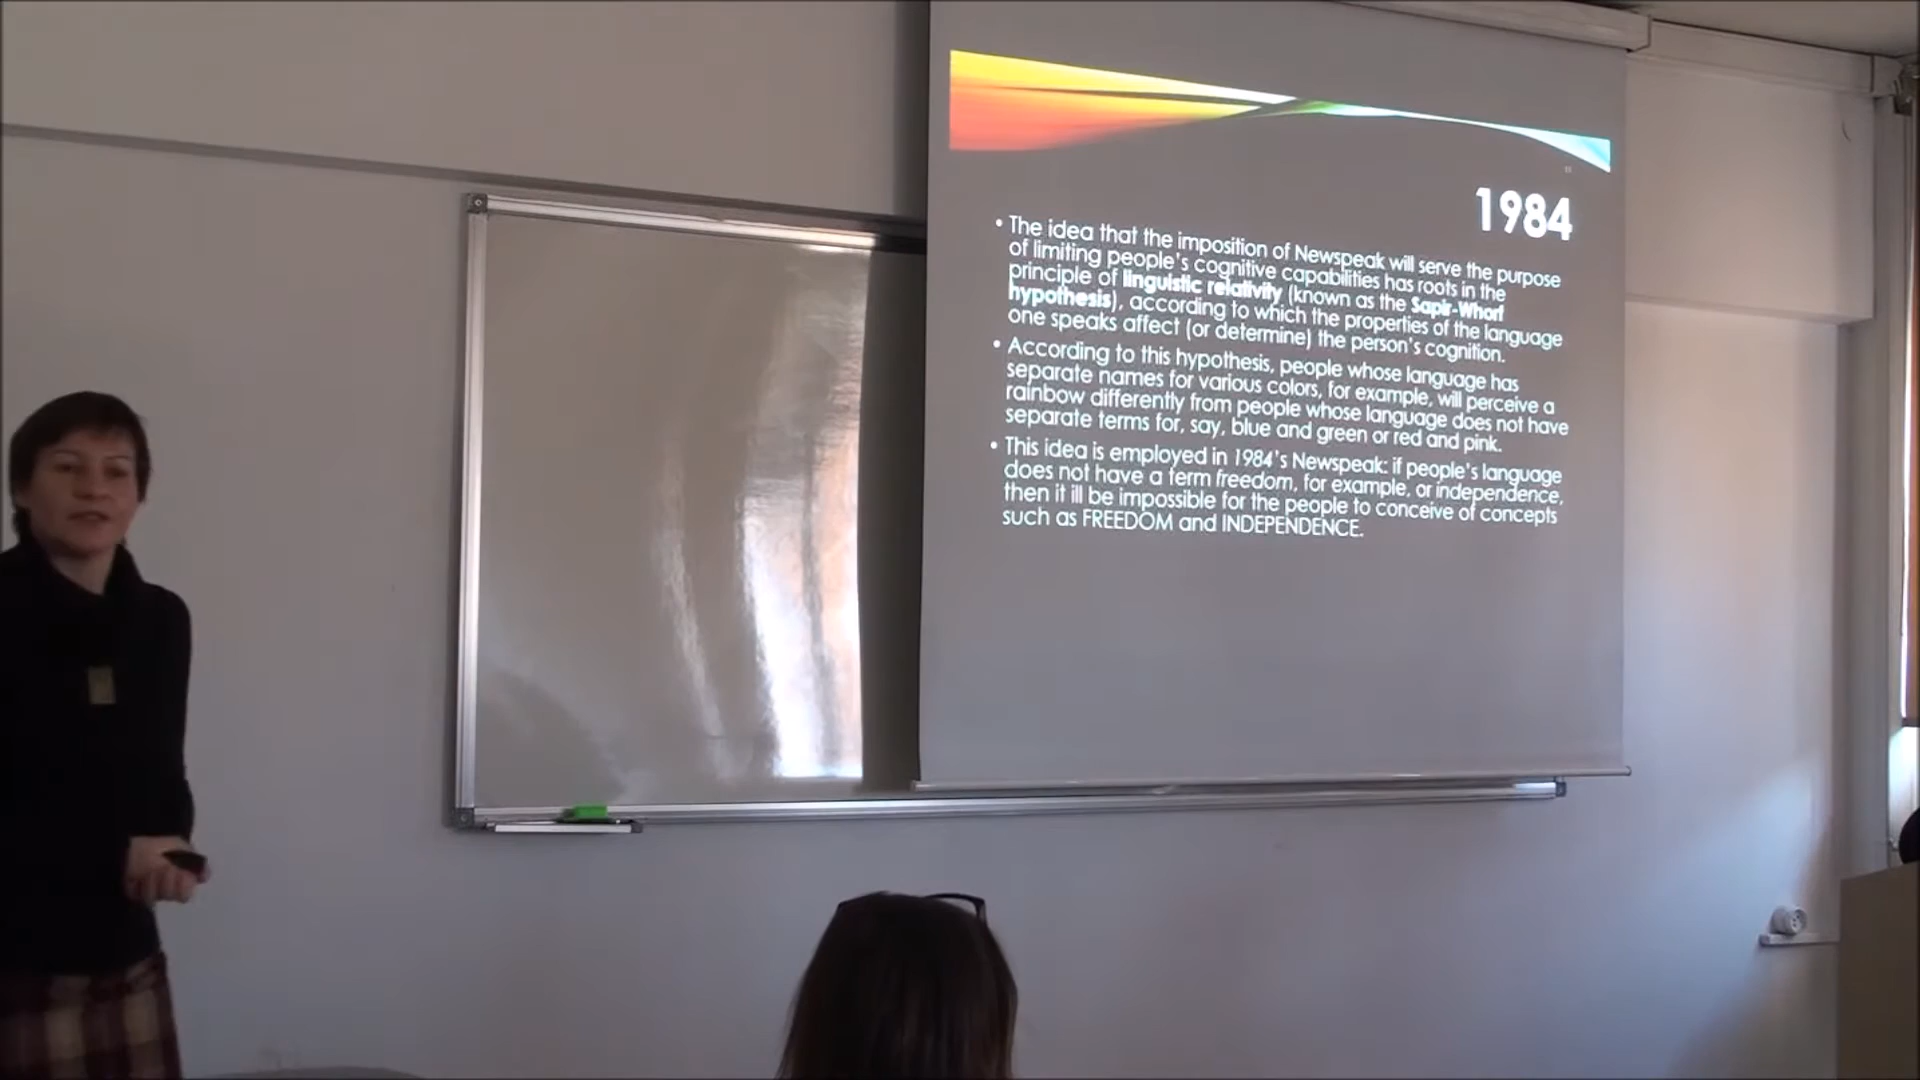 1984
• The idea that the imposition of Newspeak will serve the purpose
of limiting people's cognitive capabilities has roots in the
principle of linguistic relativity (known as the Sapir-Whorf
hypothesis), according to which the properties of the language
one speaks affect (or determine) the person's cognition.
• According to this hypothesis, people whose language has
separate names for various colors, for example, will perceive a
rainbow differently from people whose language does not have
separate terms for, say, blue and green or red and pink.
• This idea is employed in 1984's Newspeak: if people's language
does not have a term freedom, for example, or independence,
then it ill be impossible for the people to conceive of concepts
such as FREEDOM and INDEPENDENCE.